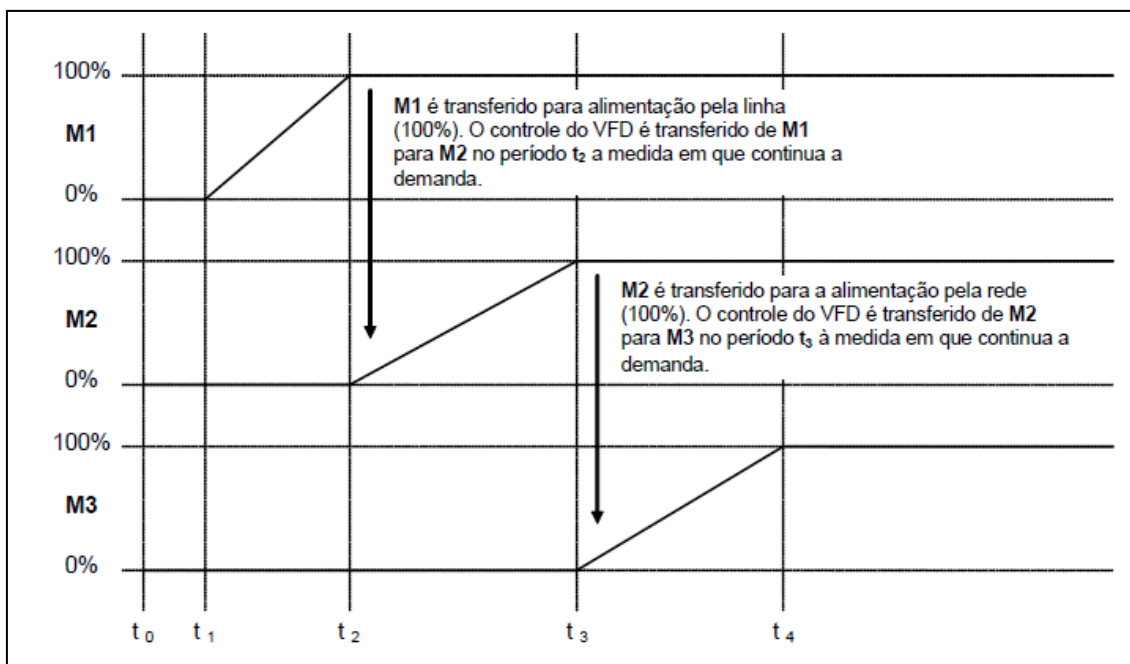 100%
M1
0%
M1 é transferido para alimentação pela linha
(100%). O controle do VFD é transferido de M1
para M2 no período t₂ a medida em que continua a
demanda.
100%
M2
0%
M2 é transferido para a alimentação pela rede
(100%). O controle do VFD é transferido de M2
para M3 no período t₃ à medida em que continua a
demanda.
100%
M3
0%
t₀ t₁ t₂ t₃ t₄